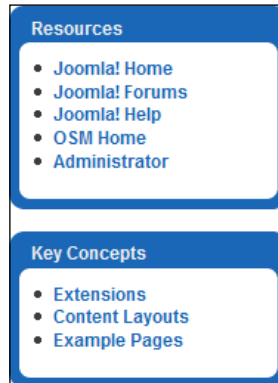 Resources
Joomla! Home
Joomla! Forums
Joomla! Help
OSM Home
Administrator
Key Concepts
Extensions
Content Layouts
Example Pages